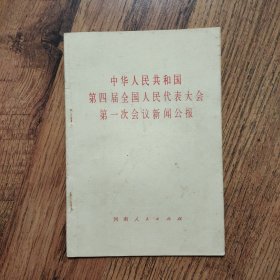 中华人民共和国
第四届全国人民代表大会
第一次会议新闻公报
河南人民出版社